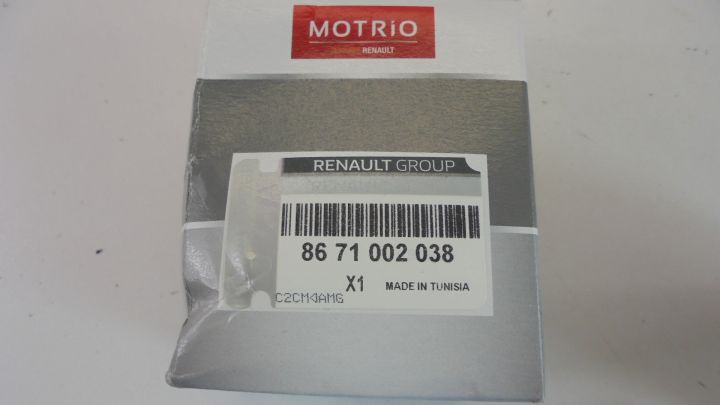 MOTRIO
RENAULT
RENAULT GROUP
86 71 002 038
X1 MADE IN TUNISIA
C2CM4AMG